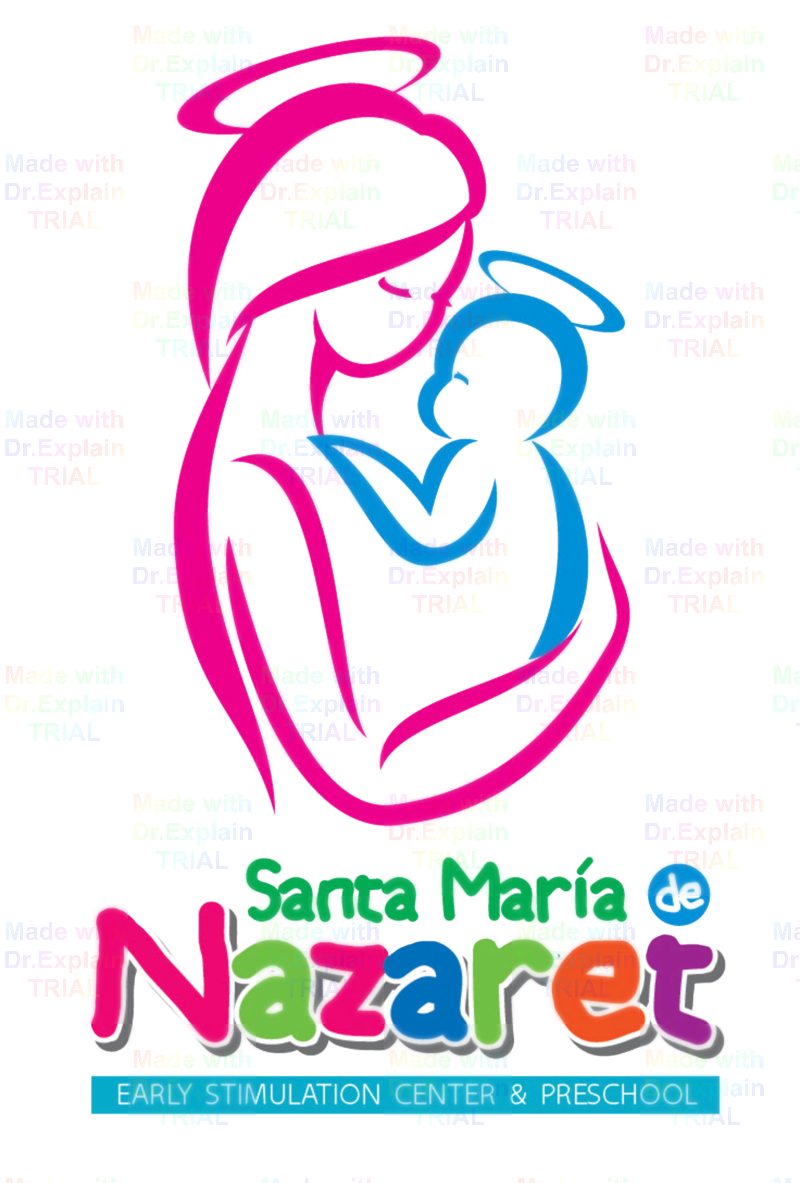 Santa María de
Nazaret
EARLY STIMULATION CENTER & PRESCHOOL
Made with
Dr.Explain
TRIAL